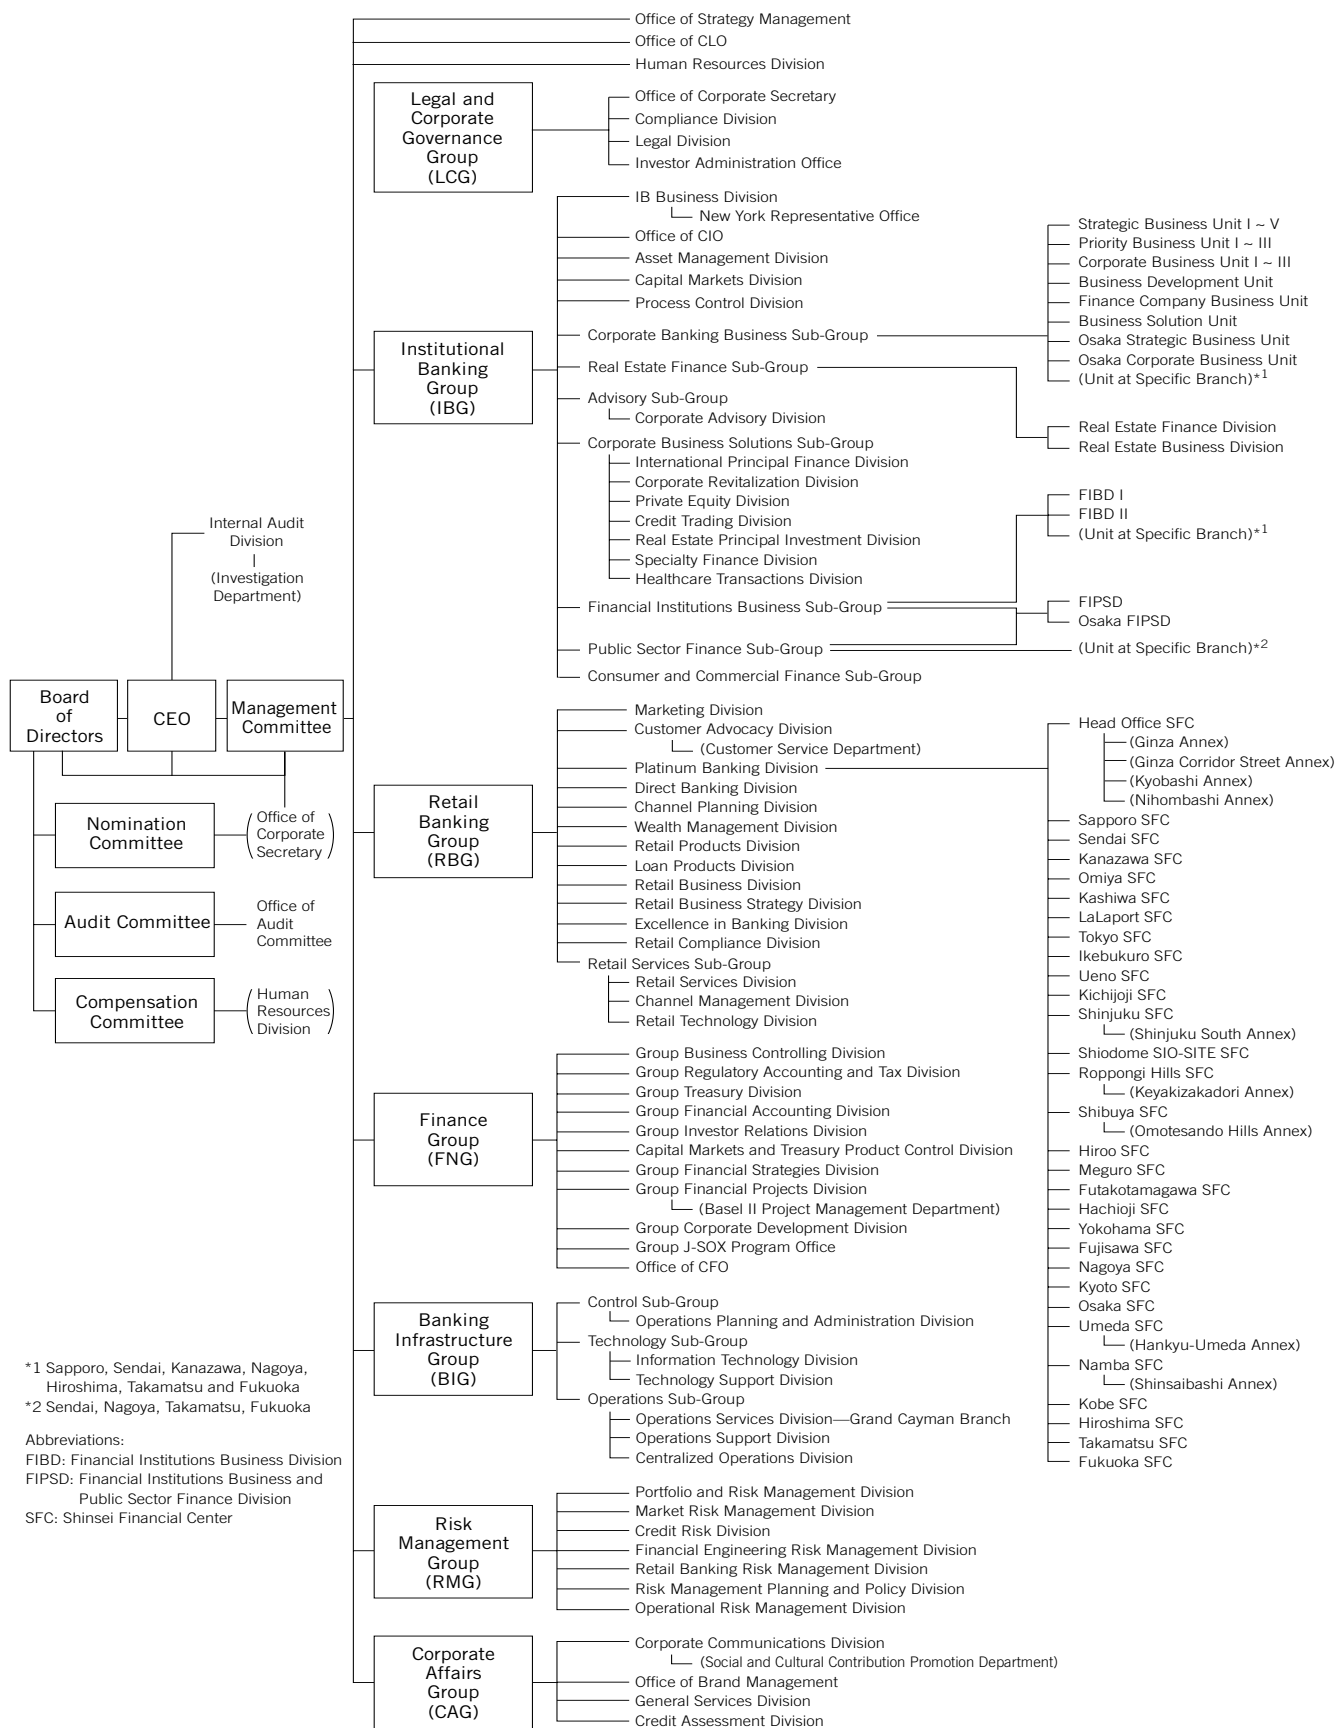 Office of Strategy Management
Office of CLO
Human Resources Division
Legal and
Corporate
Governance
Group
(LCG)
Office of Corporate Secretary
Compliance Division
Legal Division
Investor Administration Office
Institutional
Banking
Group
(IBG)
IB Business Division
New York Representative Office
Office of CIO
Asset Management Division
Capital Markets Division
Process Control Division
Corporate Banking Business Sub-Group
Strategic Business Unit I ~ V
Priority Business Unit I ~ III
Corporate Business Unit I ~ III
Business Development Unit
Finance Company Business Unit
Business Solution Unit
Osaka Strategic Business Unit
Osaka Corporate Business Unit
(Unit at Specific Branch)*1
Real Estate Finance Sub-Group
Real Estate Finance Division
Real Estate Business Division
Advisory Sub-Group
Corporate Advisory Division
Corporate Business Solutions Sub-Group
International Principal Finance Division
Corporate Revitalization Division
Private Equity Division
Credit Trading Division
Real Estate Principal Investment Division
Specialty Finance Division
Healthcare Transactions Division
Financial Institutions Business Sub-Group
FIBD I
FIBD II
(Unit at Specific Branch)*1
FIPSD
Osaka FIPSD
Public Sector Finance Sub-Group
(Unit at Specific Branch)*2
Consumer and Commercial Finance Sub-Group
Internal Audit
Division
(Investigation
Department)
Board
of
Directors
CEO
Management
Committee
Nomination
Committee
(Office of
Corporate
Secretary)
Audit Committee
Office of
Audit
Committee
Compensation
Committee
(Human
Resources
Division)
Retail
Banking
Group
(RBG)
Marketing Division
Customer Advocacy Division
(Customer Service Department)
Platinum Banking Division
Direct Banking Division
Channel Planning Division
Wealth Management Division
Retail Products Division
Loan Products Division
Retail Business Division
Retail Business Strategy Division
Excellence in Banking Division
Retail Compliance Division
Retail Services Sub-Group
Retail Services Division
Channel Management Division
Retail Technology Division
Head Office SFC
(Ginza Annex)
(Ginza Corridor Street Annex)
(Kyobashi Annex)
(Nihombashi Annex)
Sapporo SFC
Sendai SFC
Kanazawa SFC
Omiya SFC
Kashiwa SFC
LaLaport SFC
Tokyo SFC
Ikebukuro SFC
Ueno SFC
Kichijoji SFC
Shinjuku SFC
(Shinjuku South Annex)
Shiodome SIO-SITE SFC
Roppongi Hills SFC
(Keyakizakadori Annex)
Shibuya SFC
(Omotesando Hills Annex)
Hiroo SFC
Meguro SFC
Futakotamagawa SFC
Hachioji SFC
Yokohama SFC
Fujisawa SFC
Nagoya SFC
Kyoto SFC
Osaka SFC
Umeda SFC
(Hankyu-Umeda Annex)
Namba SFC
(Shinsaibashi Annex)
Kobe SFC
Hiroshima SFC
Takamatsu SFC
Fukuoka SFC
Finance
Group
(FNG)
Group Business Controlling Division
Group Regulatory Accounting and Tax Division
Group Treasury Division
Group Financial Accounting Division
Group Investor Relations Division
Capital Markets and Treasury Product Control Division
Group Financial Strategies Division
Group Financial Projects Division
(Basel II Project Management Department)
Group Corporate Development Division
Group J-SOX Program Office
Office of CFO
Banking
Infrastructure
Group
(BIG)
Control Sub-Group
Operations Planning and Administration Division
Technology Sub-Group
Information Technology Division
Technology Support Division
Operations Sub-Group
Operations Services Division—Grand Cayman Branch
Operations Support Division
Centralized Operations Division
Risk
Management
Group
(RMG)
Portfolio and Risk Management Division
Market Risk Management Division
Credit Risk Division
Financial Engineering Risk Management Division
Retail Banking Risk Management Division
Risk Management Planning and Policy Division
Operational Risk Management Division
Corporate
Affairs
Group
(CAG)
Corporate Communications Division
(Social and Cultural Contribution Promotion Department)
Office of Brand Management
General Services Division
Credit Assessment Division
*1 Sapporo, Sendai, Kanazawa, Nagoya,
Hiroshima, Takamatsu and Fukuoka
*2 Sendai, Nagoya, Takamatsu, Fukuoka
Abbreviations:
FIBD: Financial Institutions Business Division
FIPSD: Financial Institutions Business and
Public Sector Finance Division
SFC: Shinsei Financial Center